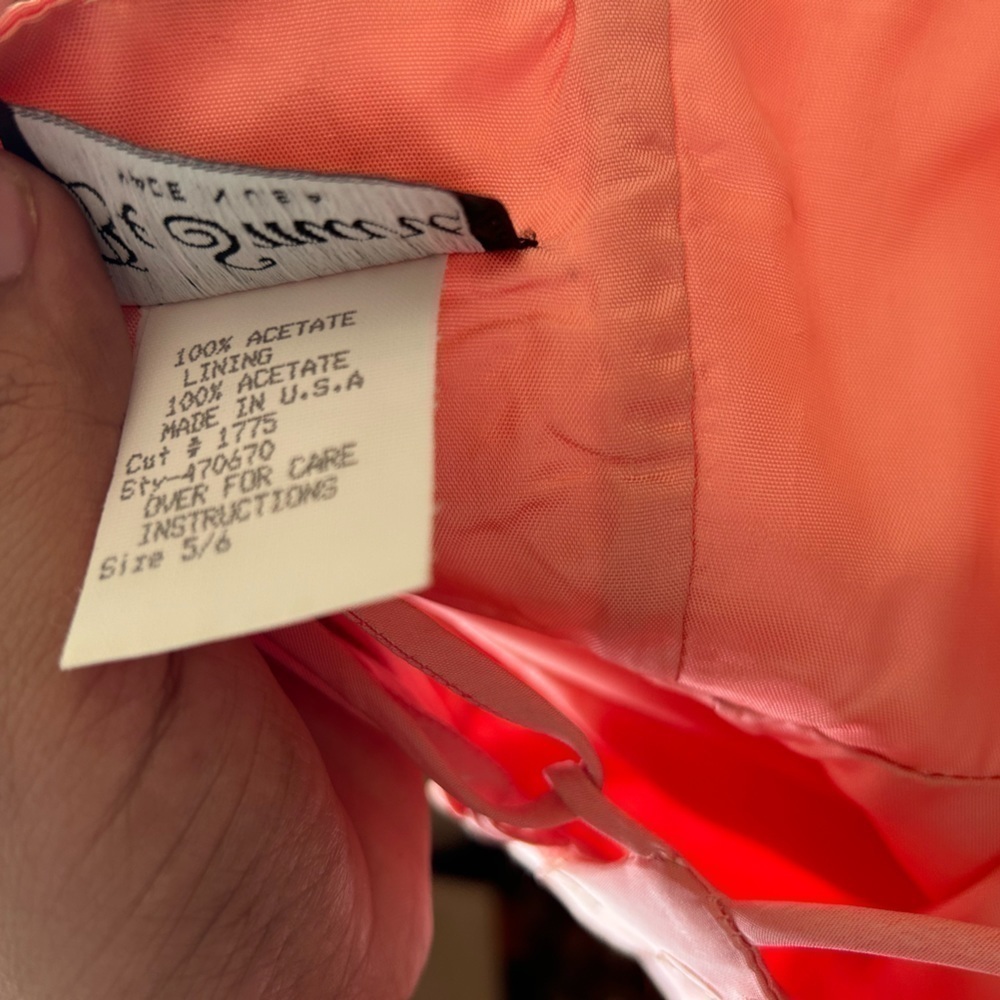 100% ACETATE
LINING
100% ACETATE
MADE IN U.S.A
Cut # 1775
Sty-470670
OVER FOR CARE
INSTRUCTIONS
Size 5/6